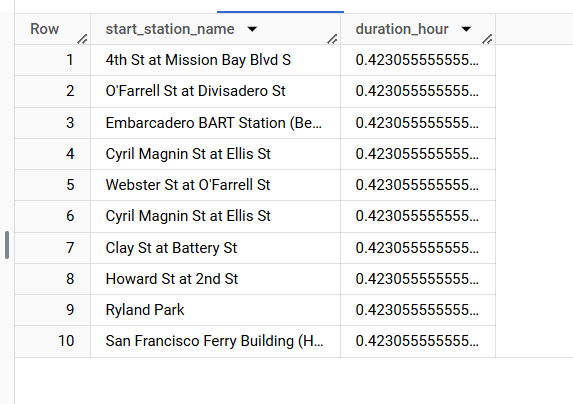 Row start_station_name duration_hour
1 4th St at Mission Bay Blvd S 0.423055555555…
2 O'Farrell St at Divisadero St 0.423055555555…
3 Embarcadero BART Station (Be… 0.423055555555…
4 Cyril Magnin St at Ellis St 0.423055555555…
5 Webster St at O'Farrell St 0.423055555555…
6 Cyril Magnin St at Ellis St 0.423055555555…
7 Clay St at Battery St 0.423055555555…
8 Howard St at 2nd St 0.423055555555…
9 Ryland Park 0.423055555555…
10 San Francisco Ferry Building (H… 0.423055555555…